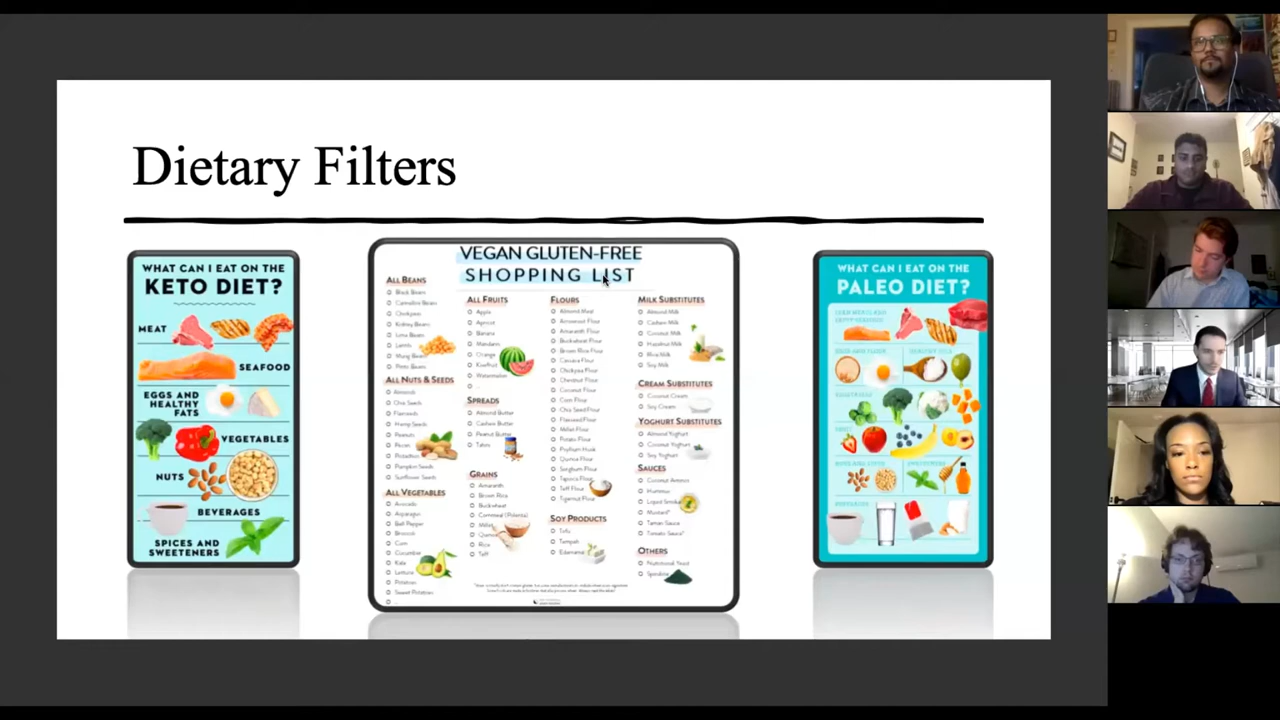 Dietary Filters
WHAT CAN I EAT ON THE
KETO DIET?
MEAT
SEAFOOD
EGGS AND
HEALTHY
FATS
VEGETABLES
NUTS
BEVERAGES
SPICES AND
SWEETENERS
VEGAN GLUTEN-FREE
SHOPPING LIST
ALL BEANS
Black Beans
Cannellini Beans
Chickpeas
Kidney Beans
Lima Beans
Lentils
Mung Beans
Pinto Beans
ALL NUTS & SEEDS
Almonds
Chia Seeds
Flaxseeds
Hemp Seeds
Peanuts
Pecan
Pistachio
Pumpkin Seeds
Sunflower Seeds
ALL VEGETABLES
Avocado
Asparagus
Bell Pepper
Broccoli
Corn
Cucumber
Kale
Lettuce
Potatoes
Sweet Potatoes
ALL FRUITS
Apple
Apricot
Banana
Mandarin
Orange
Kiwifruit
Watermelon
SPREADS
Almond Butter
Cashew Butter
Peanut Butter
Tahini
GRAINS
Amaranth
Brown Rice
Buckwheat
Cornmeal (Polenta)
Millet
Quinoa
Rice
Teff
FLOURS
Almond Meal
Arrowroot Flour
Amaranth Flour
Buckwheat Flour
Brown Rice Flour
Cassava Flour
Chickpea Flour
Chestnut Flour
Coconut Flour
Corn Flour
Chia Seed Flour
Flaxseed Flour
Millet Flour
Potato Flour
Psyllium Husk
Quinoa Flour
Sorghum Flour
Tapioca Flour
Teff Flour
Tigernut Flour
SOY PRODUCTS
Tofu
Tempeh
Edamame
MILK SUBSTITUTES
Almond Milk
Cashew Milk
Coconut Milk
Hazelnut Milk
Rice Milk
Soy Milk
CREAM SUBSTITUTES
Coconut Cream
Soy Cream
YOGHURT SUBSTITUTES
Almond Yoghurt
Coconut Yoghurt
Soy Yoghurt
SAUCES
Coconut Aminos
Hummus
Liquid Smoke
Mustard*
Tamari Sauce
Tomato Sauce*
OTHERS
Nutritional Yeast
Spirulina
WHAT CAN I EAT ON THE
PALEO DIET?